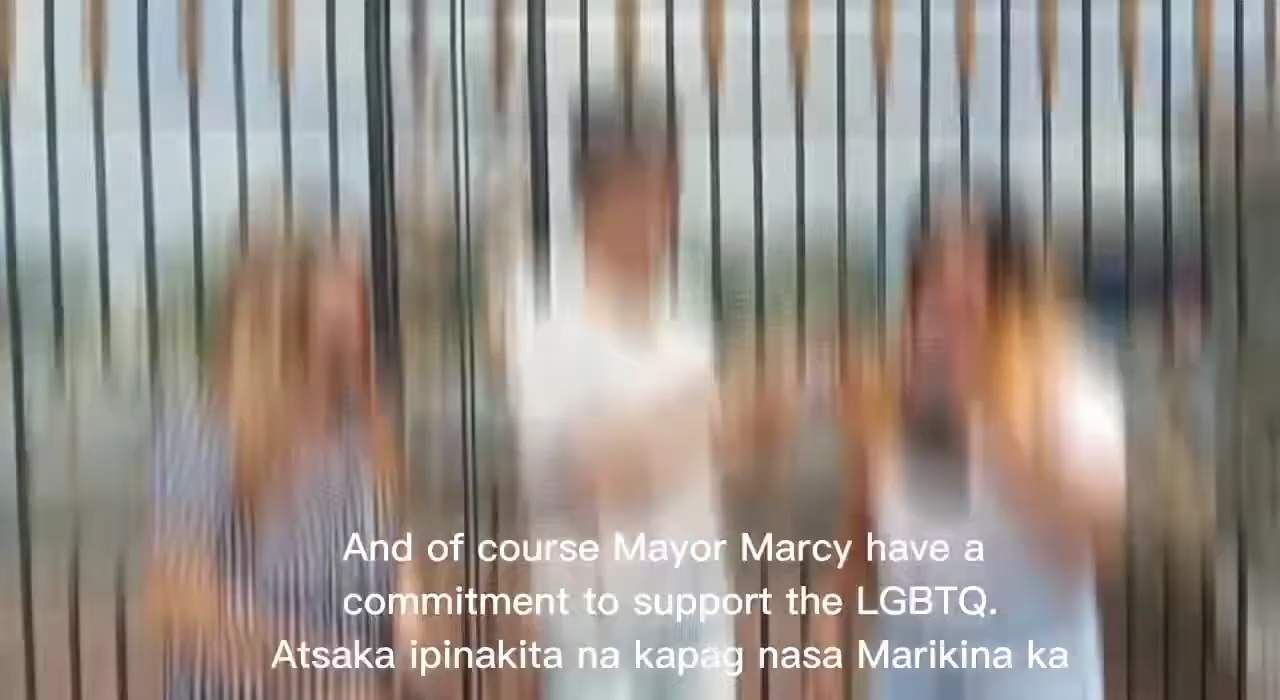 And of course Mayor Marcy have a
commitment to support the LGBTQ.
Atsaka ipinakita na kapag nasa Marikina ka